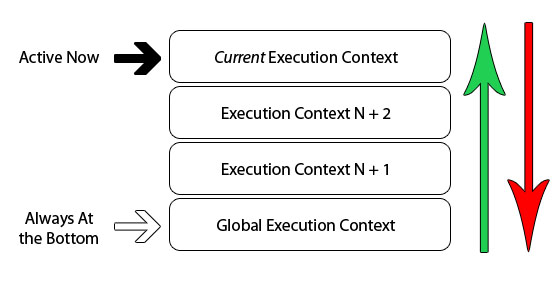 Active Now
Current Execution Context
Execution Context N + 2
Execution Context N + 1
Always At
the Bottom
Global Execution Context